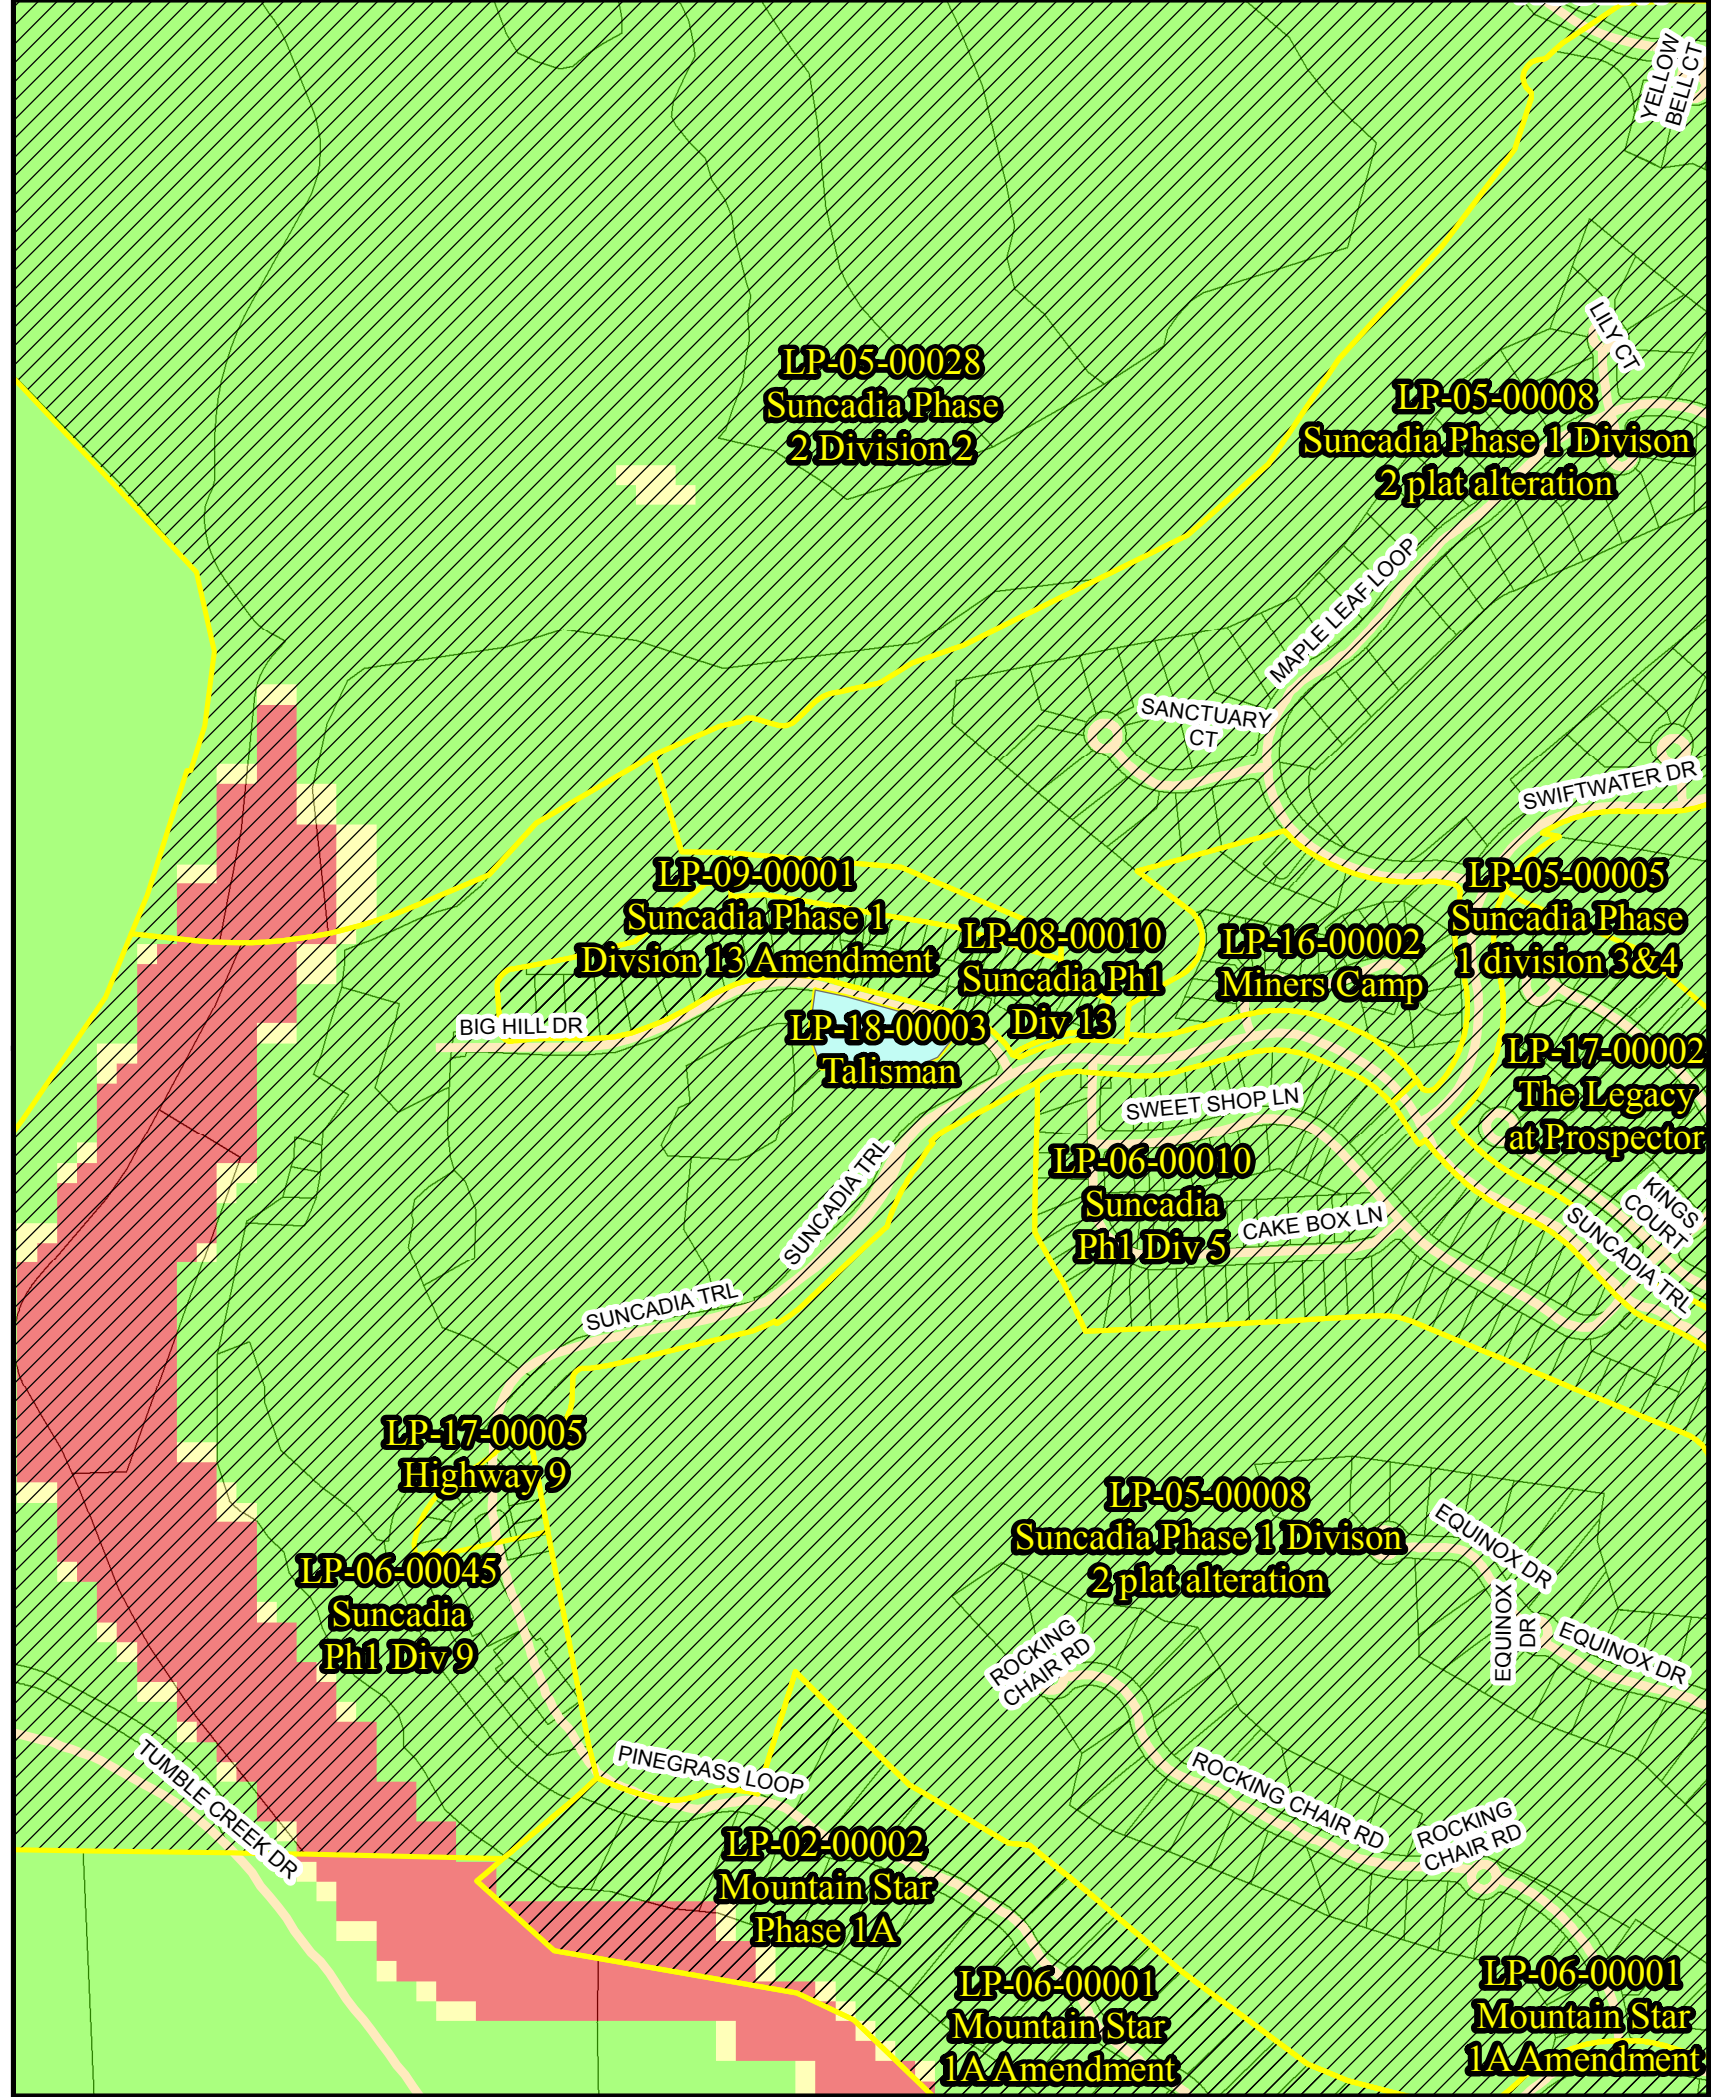 YELLOW
BELL CT
LILY CT
LP-05-00028
Suncadia Phase
2 Division 2
LP-05-00008
Suncadia Phase 1 Divison
2 plat alteration
MAPLE LEAF LOOP
SANCTUARY
CT
SWIFTWATER DR
LP-09-00001
Suncadia Phase 1
Divsion 13 Amendment
LP-08-00010
Suncadia Ph1
Div 13
LP-16-00002
Miners Camp
LP-05-00005
Suncadia Phase
1 division 3&4
BIG HILL DR
LP-18-00003
Talisman
LP-17-00002
The Legacy
at Prospector
SWEET SHOP LN
LP-06-00010
Suncadia
Ph1 Div 5
CAKE BOX LN
KINGS
COURT
SUNCADIA TRL
SUNCADIA TRL
SUNCADIA TRL
LP-17-00005
Highway 9
LP-05-00008
Suncadia Phase 1 Divison
2 plat alteration
EQUINOX DR
EQUINOX
DR
EQUINOX DR
LP-06-00045
Suncadia
Ph1 Div 9
ROCKING
CHAIR RD
PINEGRASS LOOP
TUMBLE CREEK DR
ROCKING CHAIR RD
ROCKING
CHAIR RD
LP-02-00002
Mountain Star
Phase 1A
LP-06-00001
Mountain Star
1A Amendment
LP-06-00001
Mountain Star
1A Amendment